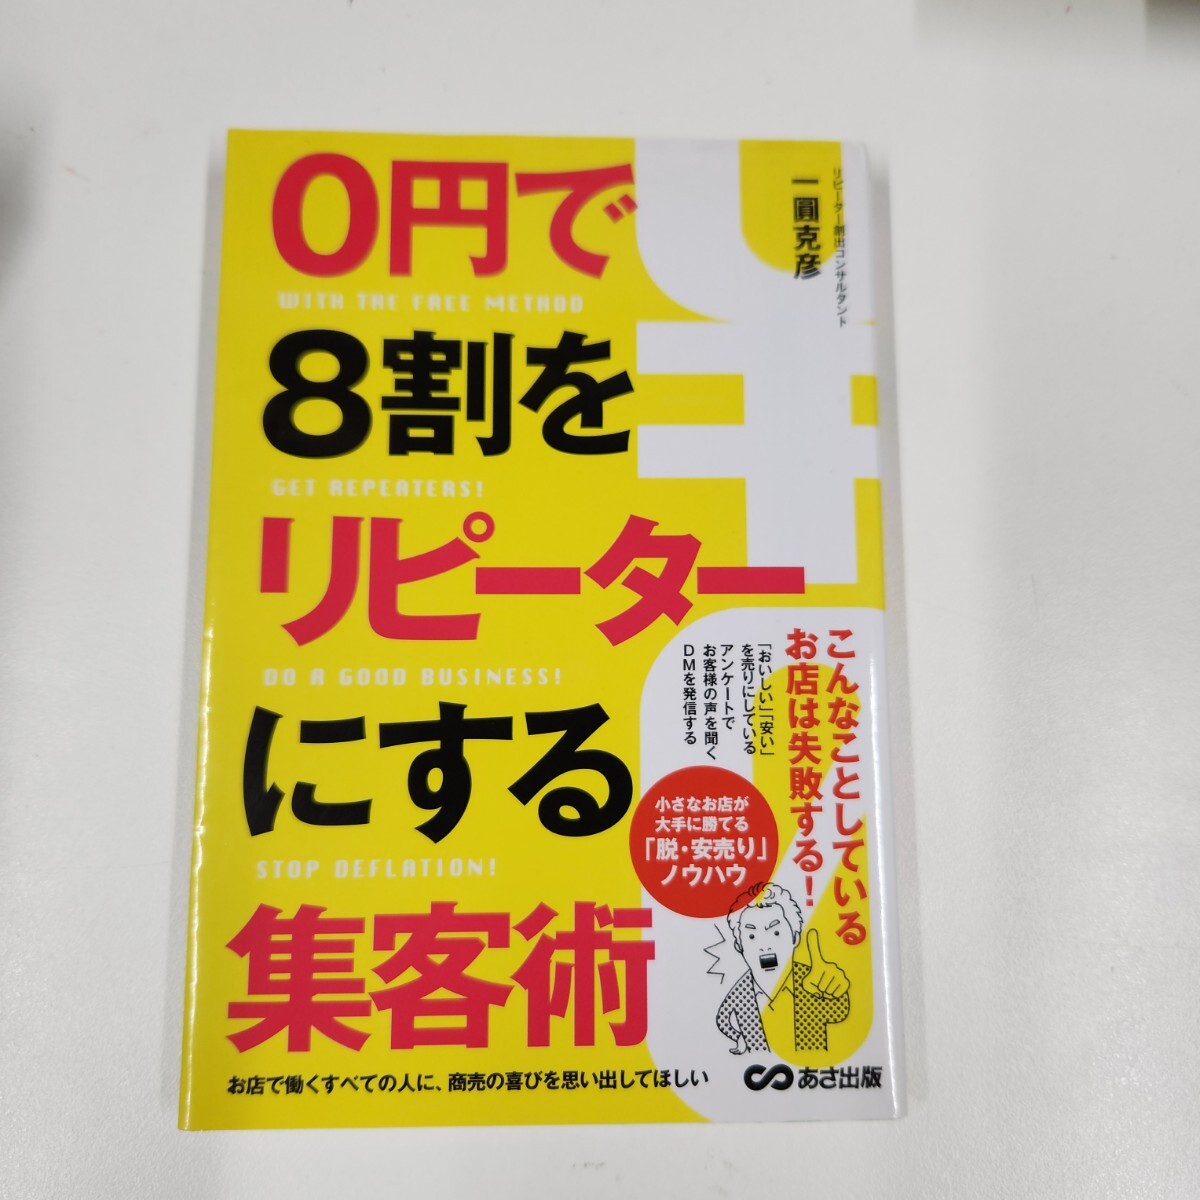 0円で
WITH THE FREE METHOD
8割を
GET REPEATERS!
リピーター
DO A GOOD BUSINESS!
にする
STOP DEFLATION!
集客術
お店で働くすべての人に、商売の喜びを思い出してほしい
リピーター創出コンサルタント
一圓克彦
こんなことしている
お店は失敗する!
「おいしい」「安い」
を売りにしている
アンケートで
お客様の声を聞く
DMを発信する
小さなお店が
大手に勝てる
「脱・安売り」
ノウハウ
あさ出版